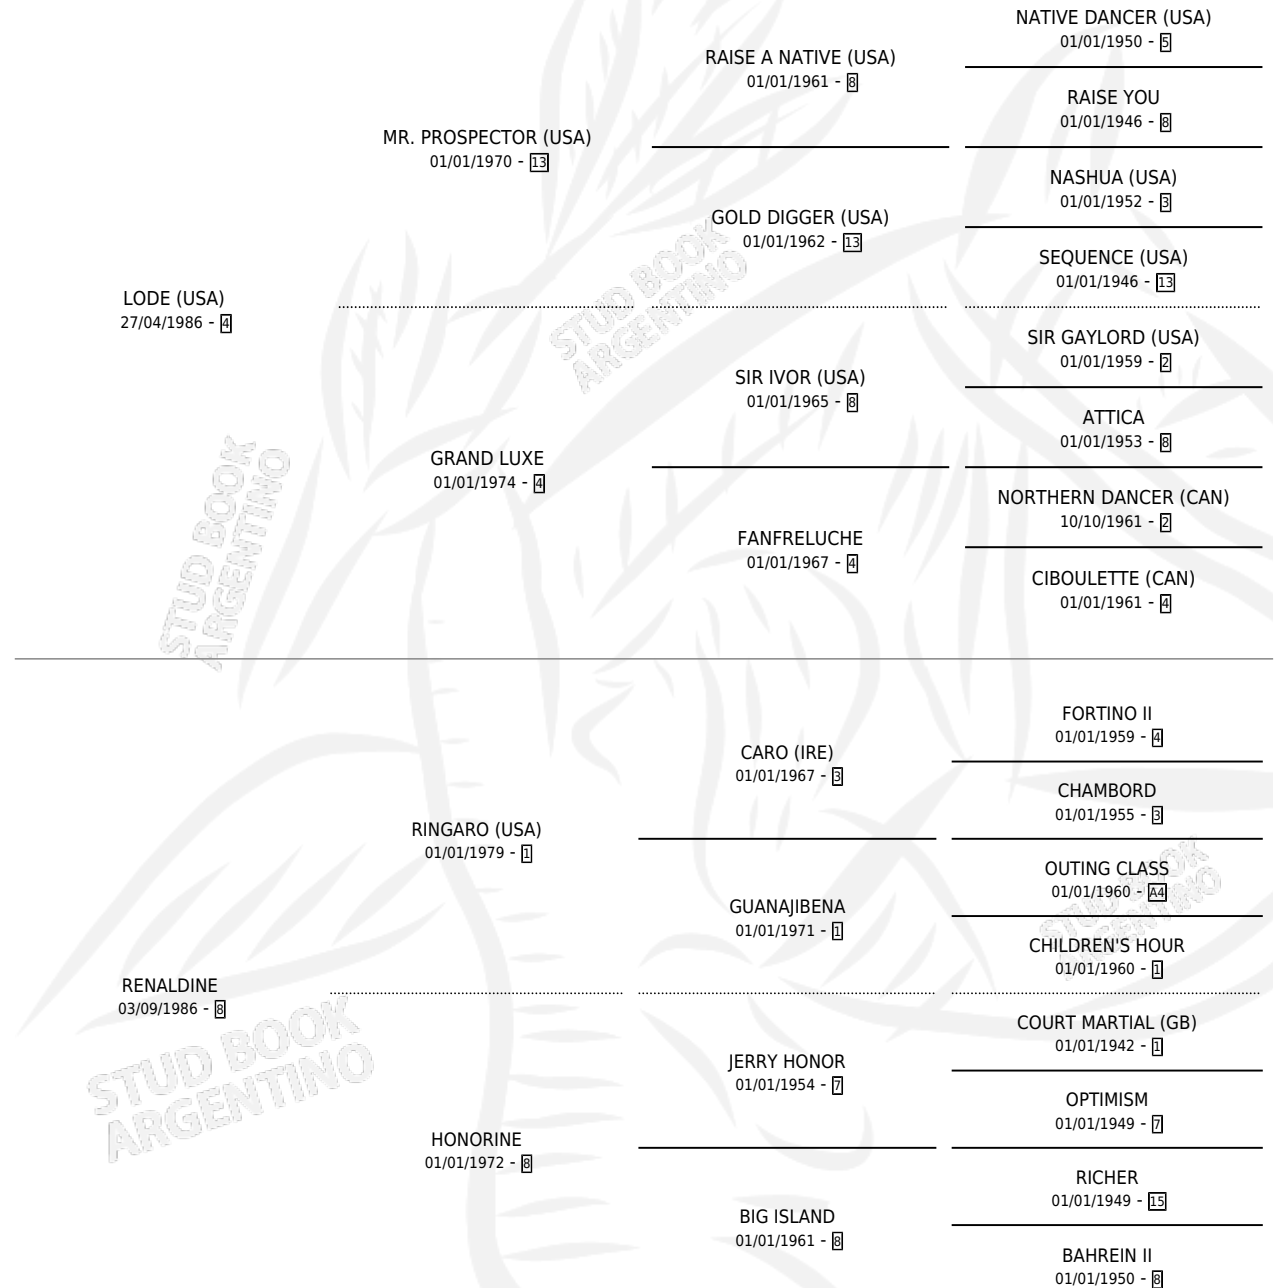 NATIVE DANCER (USA)
01/01/1950 - 5
RAISE A NATIVE (USA)
01/01/1961 - 8
RAISE YOU
01/01/1946 - 8
MR. PROSPECTOR (USA)
01/01/1970 - 13
NASHUA (USA)
01/01/1952 - 3
GOLD DIGGER (USA)
01/01/1962 - 13
SEQUENCE (USA)
01/01/1946 - 13
LODE (USA)
27/04/1986 - 4
STUD BOOK
ARGENTINO
SIR GAYLORD (USA)
01/01/1959 - 2
SIR IVOR (USA)
01/01/1965 - 8
ATTICA
01/01/1953 - 8
GRAND LUXE
01/01/1974 - 4
NORTHERN DANCER (CAN)
10/10/1961 - 2
FANFRELUCHE
01/01/1967 - 4
CIBOULETTE (CAN)
01/01/1961 - 4
STUD BOOK
ARGENTINO
FORTINO II
01/01/1959 - 4
CARO (IRE)
01/01/1967 - 3
CHAMBORD
01/01/1955 - 3
RINGARO (USA)
01/01/1979 - 1
OUTING CLASS
01/01/1960 - A4
GUANAJIBENA
01/01/1971 - 1
STUD BOOK
ARGENTINO
CHILDREN'S HOUR
01/01/1960 - 1
RENALDINE
03/09/1986 - 8
STUD BOOK
ARGENTINO
COURT MARTIAL (GB)
01/01/1942 - 1
JERRY HONOR
01/01/1954 - 7
OPTIMISM
01/01/1949 - 7
HONORINE
01/01/1972 - 8
RICHER
01/01/1949 - 15
BIG ISLAND
01/01/1961 - 8
BAHREIN II
01/01/1950 - 8